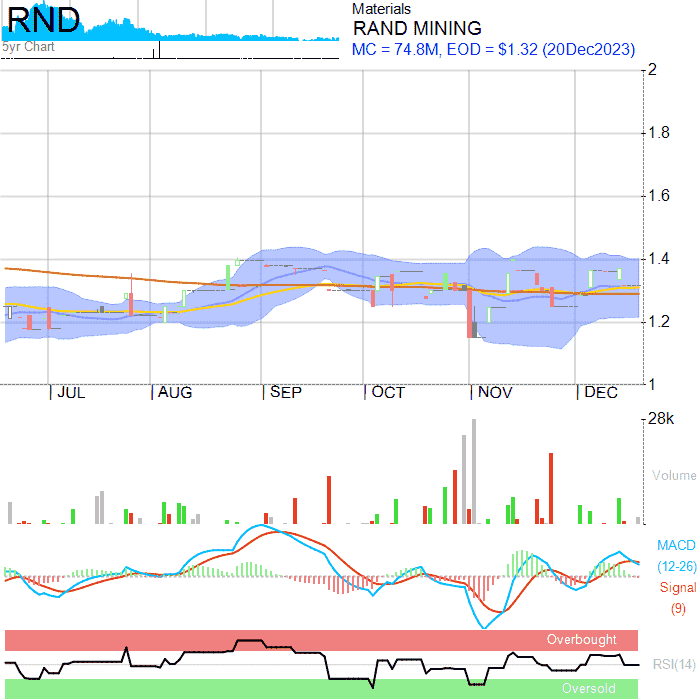 RND
5yr Chart
Materials
RAND MINING
MC = 74.8M, EOD = $1.32 (20Dec2023)
2
1.8
1.6
1.4
1.2
1
JUL AUG SEP OCT NOV DEC
28k
Volume
MACD
(12-26)
Signal
(9)
Overbought
RSI(14)
Oversold